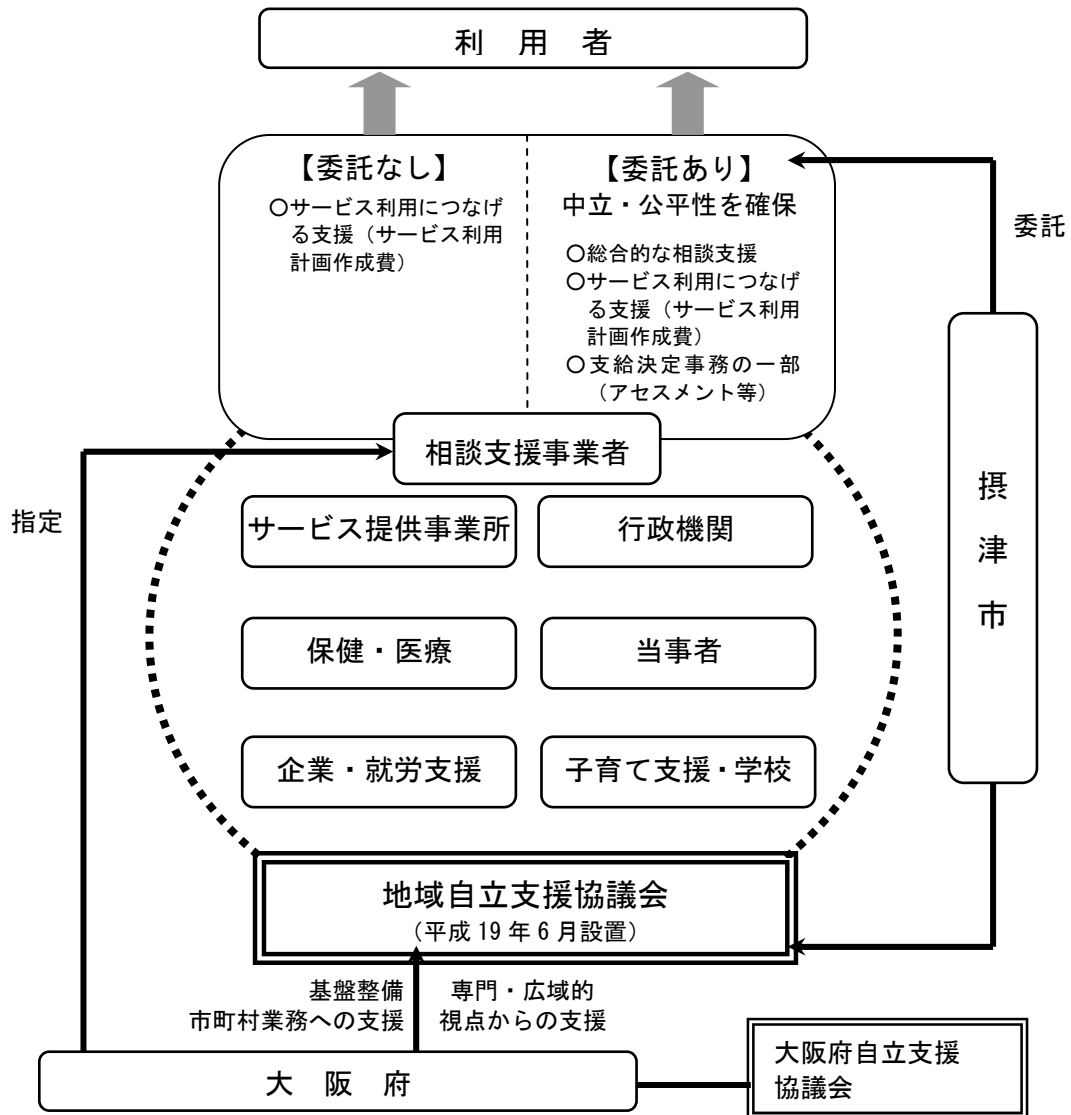 利用者
【委託なし】
○サービス利用につなげ
る支援（サービス利用
計画作成費）
【委託あり】
中立・公平性を確保
○総合的な相談支援
○サービス利用につなげ
る支援（サービス利用
計画作成費）
○支給決定事務の一部
（アセスメント等）
委託
相談支援事業者
指定
サービス提供事業所
行政機関
摂津市
保健・医療
当事者
企業・就労支援
子育て支援・学校
地域自立支援協議会
（平成19年6月設置）
基盤整備
市町村業務への支援
専門・広域的
視点からの支援
大阪府
大阪府自立支援
協議会